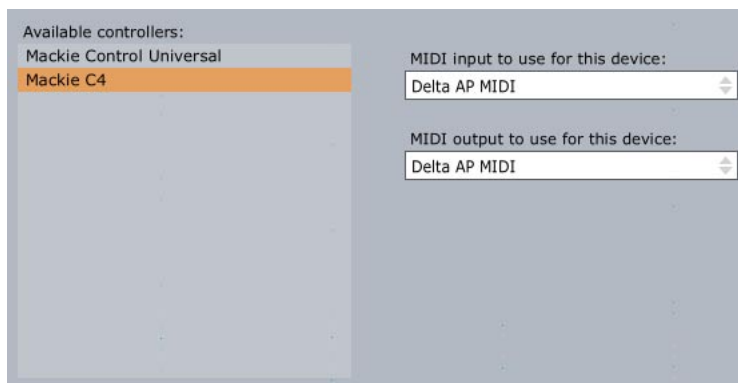 Available controllers:
Mackie Control Universal
Mackie C4
MIDI input to use for this device:
Delta AP MIDI
MIDI output to use for this device:
Delta AP MIDI